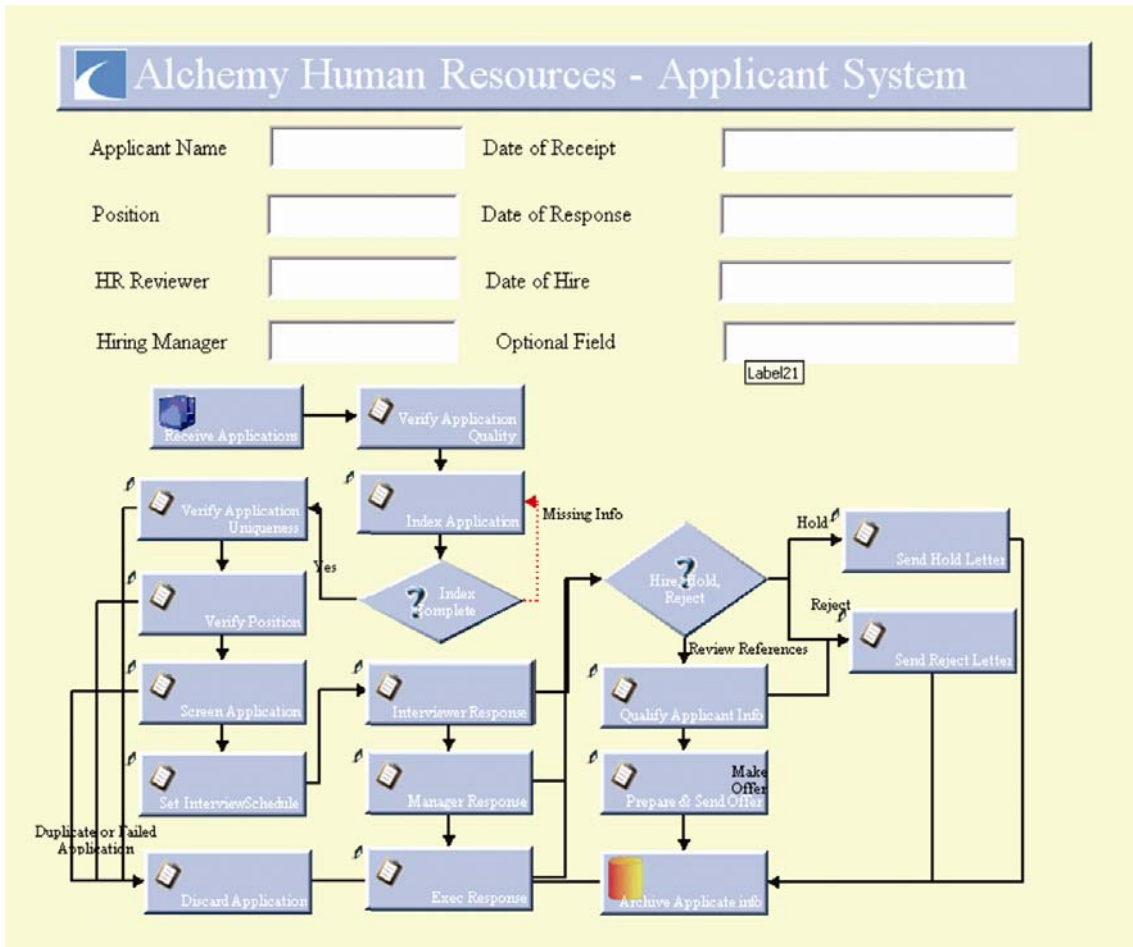 Alchemy Human Resources - Applicant System
Applicant Name
Date of Receipt
Position
Date of Response
HR Reviewer
Date of Hire
Hiring Manager
Optional Field
Label21
Receive Applications
Verify Application
Quality
Verify Application
Uniqueness
Index Application
Missing Info
Yes
Index
Complete
Hire, Hold,
Reject
Hold
Send Hold Letter
Verify Position
Reject
Send Reject Letter
Review References
Screen Application
Interviewer Response
Qualify Applicant Info
Set InterviewSchedule
Manager Response
Make
Offer
Prepare & Send Offer
Duplicate or Failed
Application
Discard Application
Exec Response
Archive Applicate info